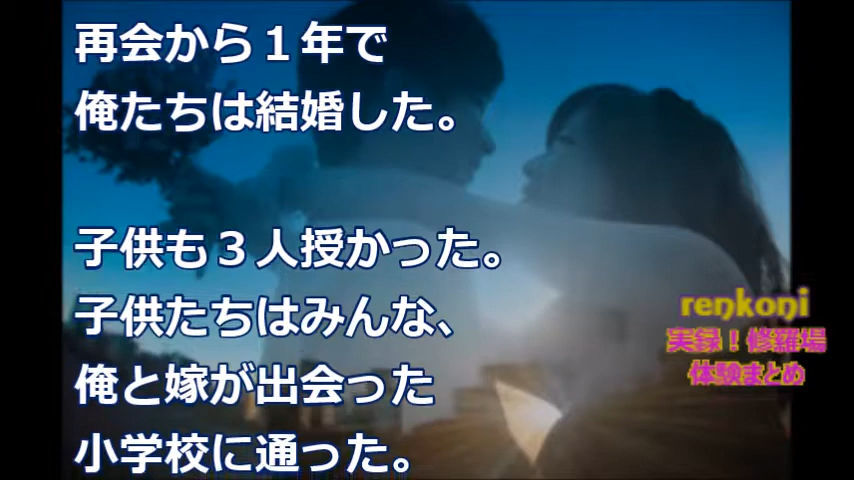 再会から１年で
俺たちは結婚した。
子供も３人授かった。
子供たちはみんな、
俺と嫁が出会った
小学校に通った。
renkoni
実録！修羅場
体験まとめ